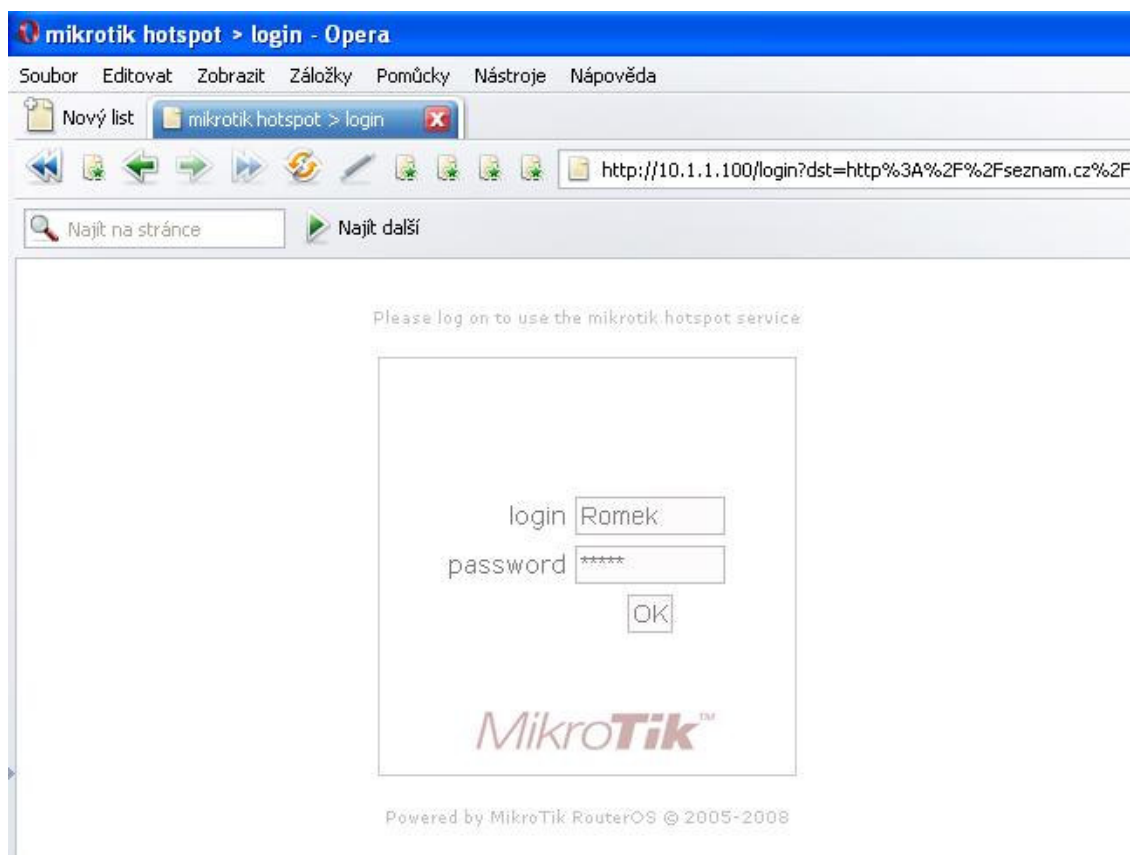 mikrotik hotspot > login - Opera
Soubor Editovat Zobrazit Záložky Pomůcky Nástroje Nápověda
Nový list mikrotik hotspot > login
http://10.1.1.100/login?dst=http%3A%2F%2Fseznam.cz%2F
Najít na stránce Najít další
Please log on to use the mikrotik hotspot service
login Romek
password *****
OK
MikroTik™
Powered by MikroTik RouterOS © 2005-2008